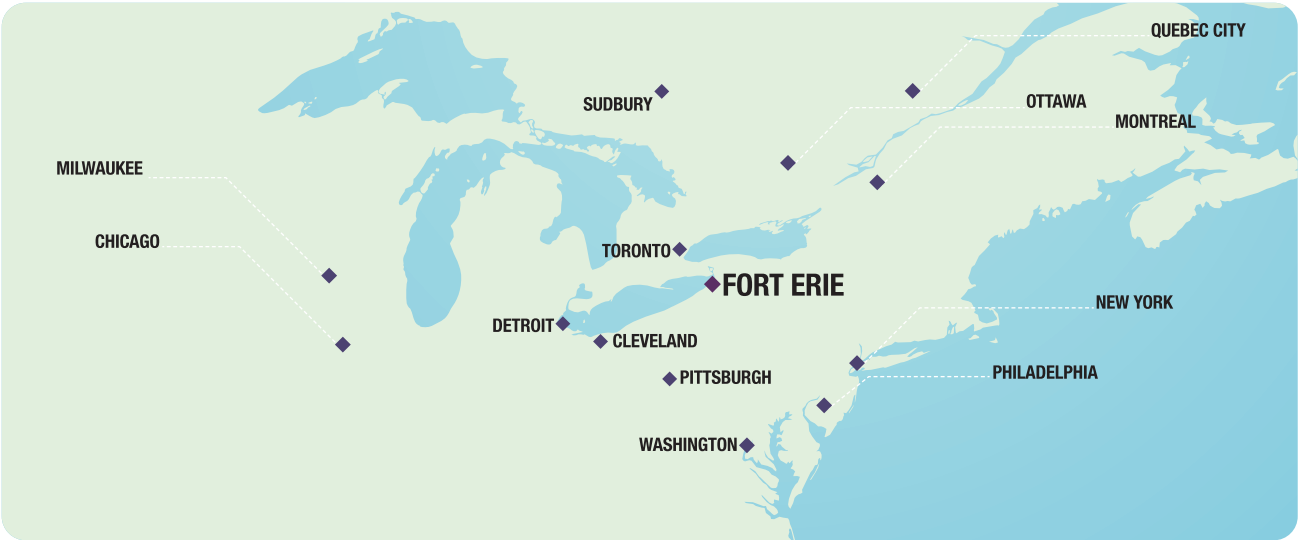 QUEBEC CITY
SUDBURY
OTTAWA
MONTREAL
MILWAUKEE
CHICAGO
TORONTO
FORT ERIE
NEW YORK
DETROIT
CLEVELAND
PHILADELPHIA
PITTSBURGH
WASHINGTON